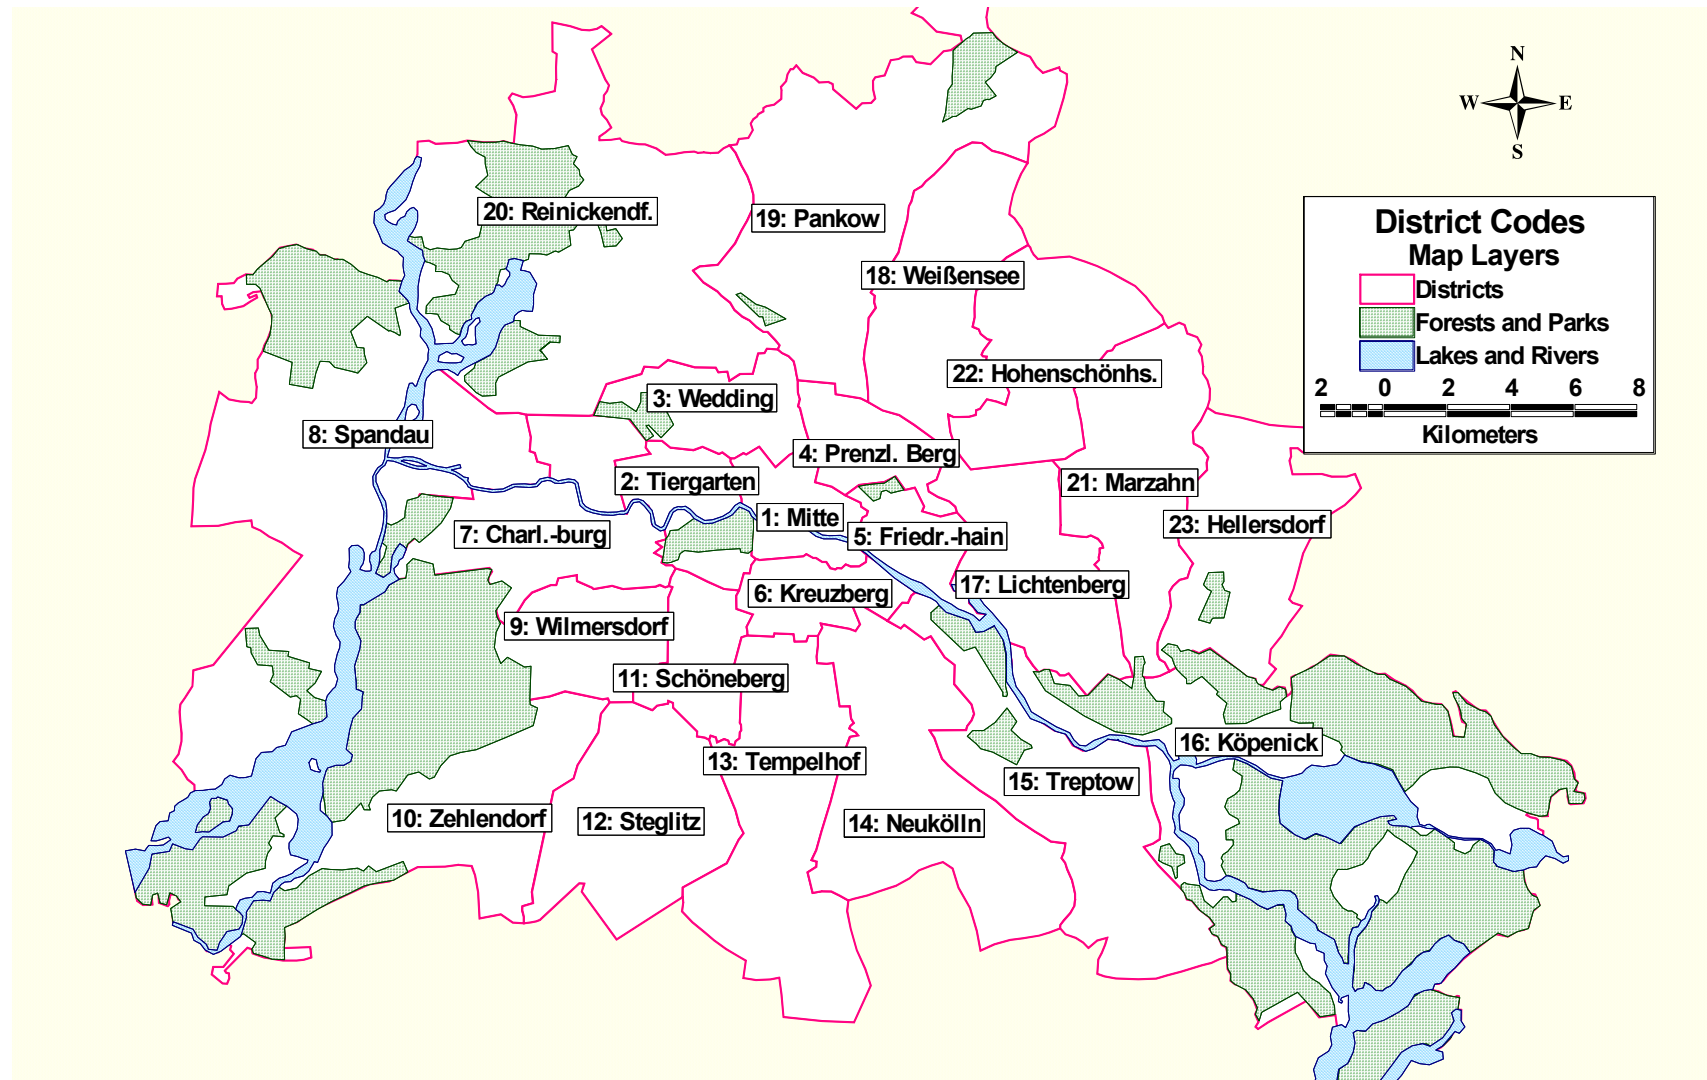 N
W E
S
20: Reinickendf.
19: Pankow
18: Weißensee
22: Hohenschönhs.
3: Wedding
8: Spandau
4: Prenzl. Berg
2: Tiergarten
21: Marzahn
1: Mitte
23: Hellersdorf
7: Charl.-burg
5: Friedr.-hain
17: Lichtenberg
6: Kreuzberg
9: Wilmersdorf
11: Schöneberg
16: Köpenick
13: Tempelhof
15: Treptow
10: Zehlendorf
12: Steglitz
14: Neukölln
District Codes
Map Layers
Districts
Forests and Parks
Lakes and Rivers
2 0 2 4 6 8
Kilometers